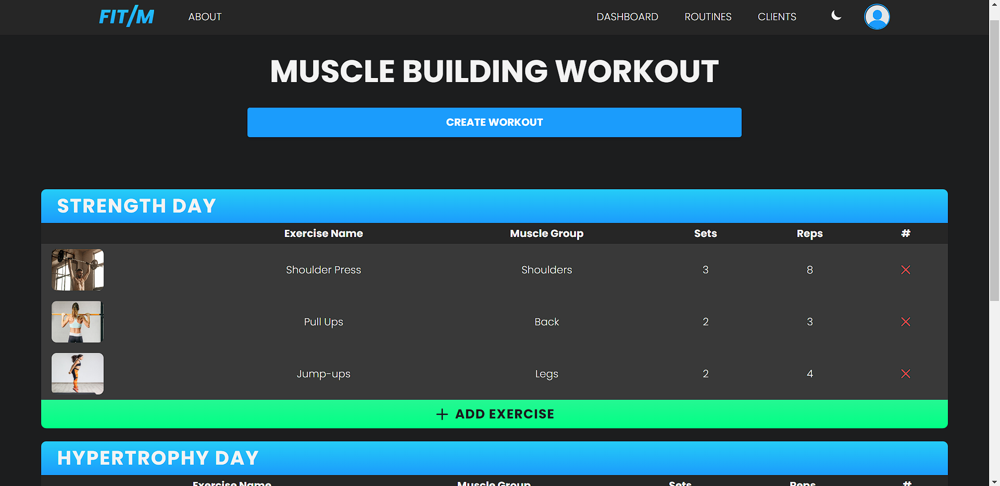 FIT/M ABOUT DASHBOARD ROUTINES CLIENTS
MUSCLE BUILDING WORKOUT
CREATE WORKOUT
STRENGTH DAY
Exercise Name Muscle Group Sets Reps #
Shoulder Press Shoulders 3 8
Pull Ups Back 2 3
Jump-ups Legs 2 4
+ ADD EXERCISE
HYPERTROPHY DAY
Exercise Name Muscle Group Sets Reps #